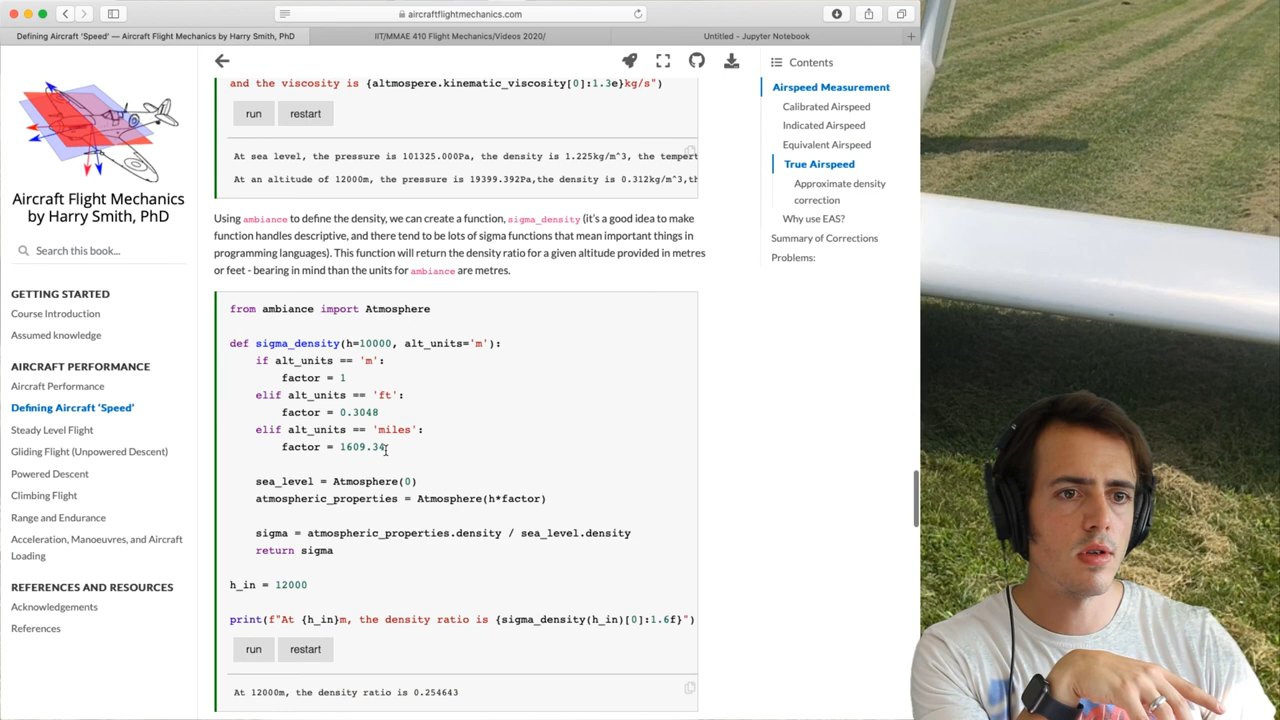 aircraftflightmechanics.com
Defining Aircraft 'Speed' — Aircraft Flight Mechanics by Harry Smith, PhD
IIT/MMAE 410 Flight Mechanics/Videos 2020/
Untitled - Jupyter Notebook
Aircraft Flight Mechanics
by Harry Smith, PhD
Search this book...
GETTING STARTED
Course Introduction
Assumed knowledge
AIRCRAFT PERFORMANCE
Aircraft Performance
Defining Aircraft 'Speed'
Steady Level Flight
Gliding Flight (Unpowered Descent)
Powered Descent
Climbing Flight
Range and Endurance
Acceleration, Manoeuvres, and Aircraft
Loading
REFERENCES AND RESOURCES
Acknowledgements
References
and the viscosity is {altmospere.kinematic_viscosity[0]:1.3e}kg/s")
run
restart
At sea level, the pressure is 101325.000Pa, the density is 1.225kg/m^3, the tempert
At an altitude of 12000m, the pressure is 19399.392Pa,the density is 0.312kg/m^3,th
Using ambiance to define the density, we can create a function, sigma_density (it's a good idea to make
function handles descriptive, and there tend to be lots of sigma functions that mean important things in
programming languages). This function will return the density ratio for a given altitude provided in metres
or feet - bearing in mind than the units for ambiance are metres.
from ambiance import Atmosphere
def sigma_density(h=10000, alt_units='m'):
if alt_units == 'm':
factor = 1
elif alt_units == 'ft':
factor = 0.3048
elif alt_units == 'miles':
factor = 1609.34
sea_level = Atmosphere(0)
atmospheric_properties = Atmosphere(h*factor)
sigma = atmospheric_properties.density / sea_level.density
return sigma
h_in = 12000
print(f"At {h_in}m, the density ratio is {sigma_density(h_in)[0]:1.6f}")
run
restart
At 12000m, the density ratio is 0.254643
Contents
Airspeed Measurement
Calibrated Airspeed
Indicated Airspeed
Equivalent Airspeed
True Airspeed
Approximate density
correction
Why use EAS?
Summary of Corrections
Problems: